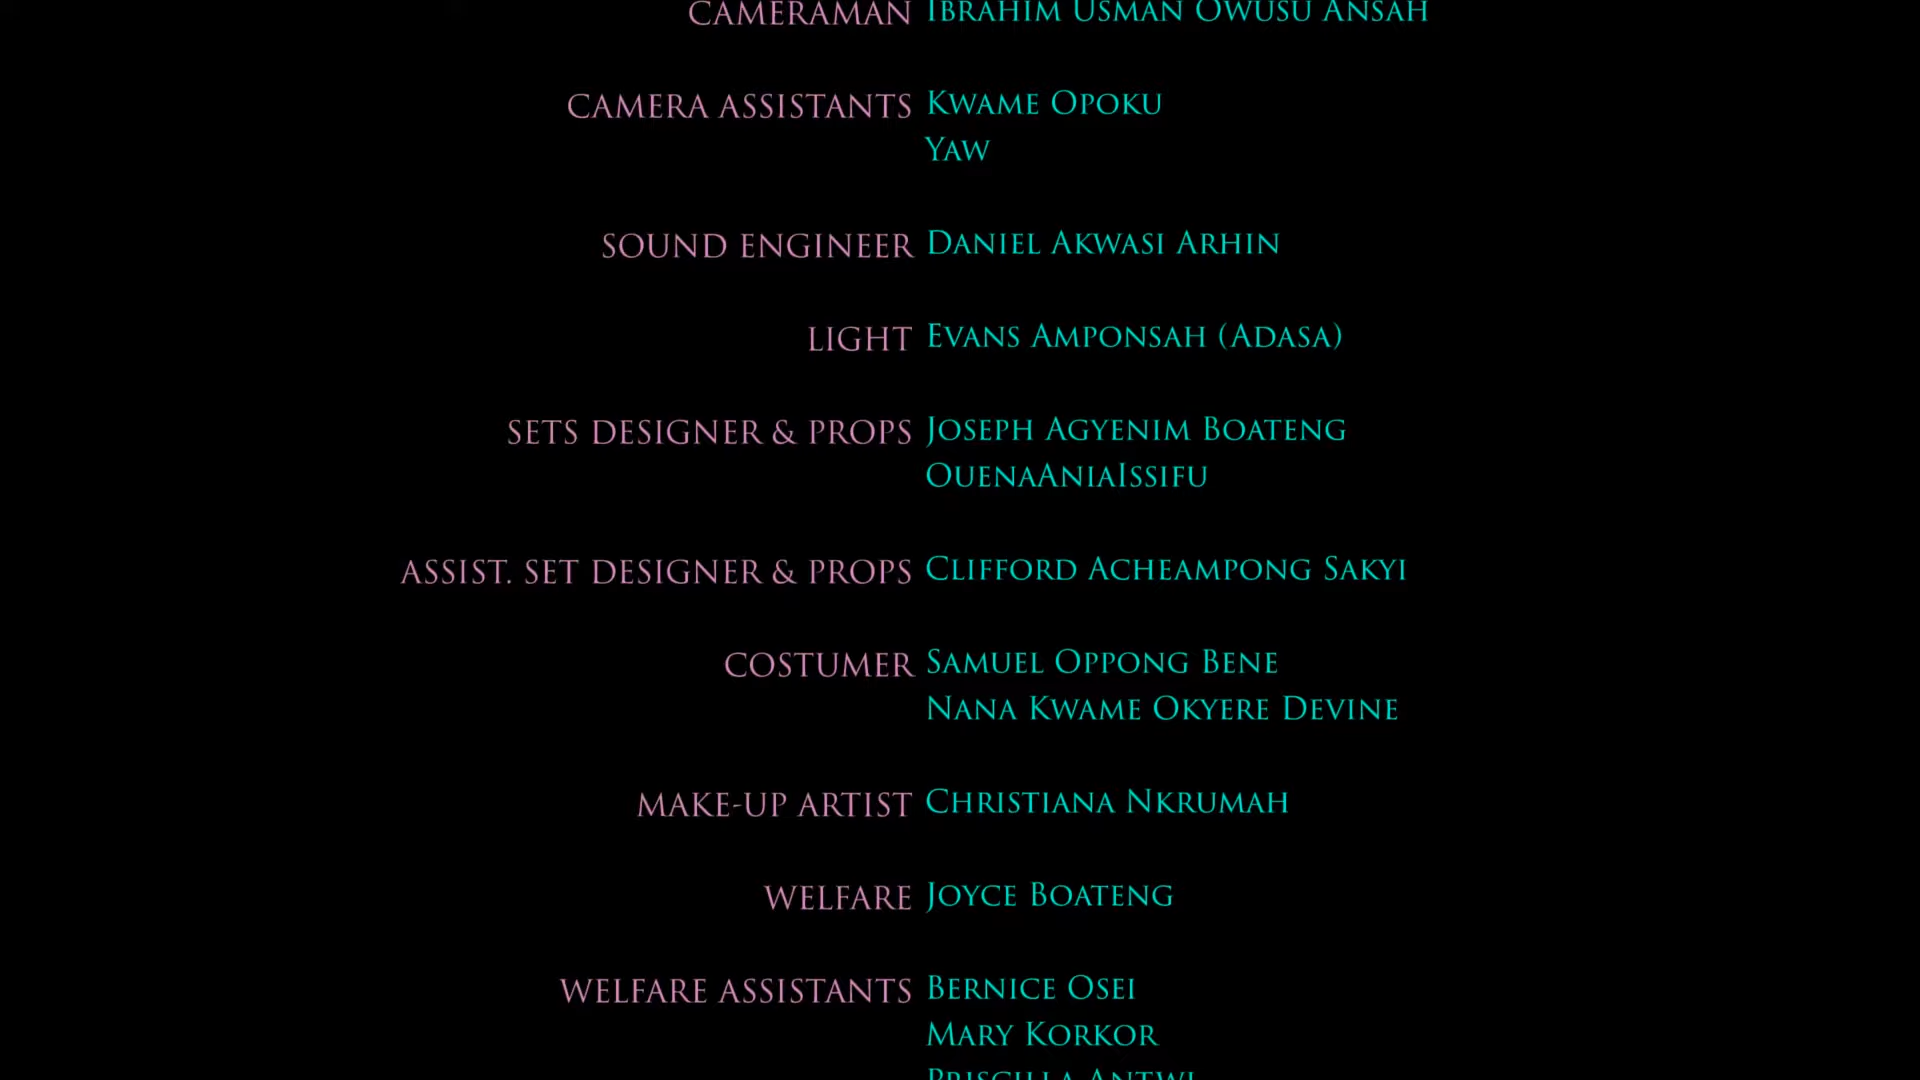 CAMERAMAN IBRAHIM USMAN OWUSU ANSAH
CAMERA ASSISTANTS KWAME OPOKU
YAW
SOUND ENGINEER DANIEL AKWASI ARHIN
LIGHT EVANS AMPONSAH (ADASA)
SETS DESIGNER & PROPS JOSEPH AGYENIM BOATENG
OUENAANIAISSIFU
ASSIST. SET DESIGNER & PROPS CLIFFORD ACHEAMPONG SAKYI
COSTUMER SAMUEL OPPONG BENE
NANA KWAME OKYERE DEVINE
MAKE-UP ARTIST CHRISTIANA NKRUMAH
WELFARE JOYCE BOATENG
WELFARE ASSISTANTS BERNICE OSEI
MARY KORKOR
PRISCILLA ANTWI